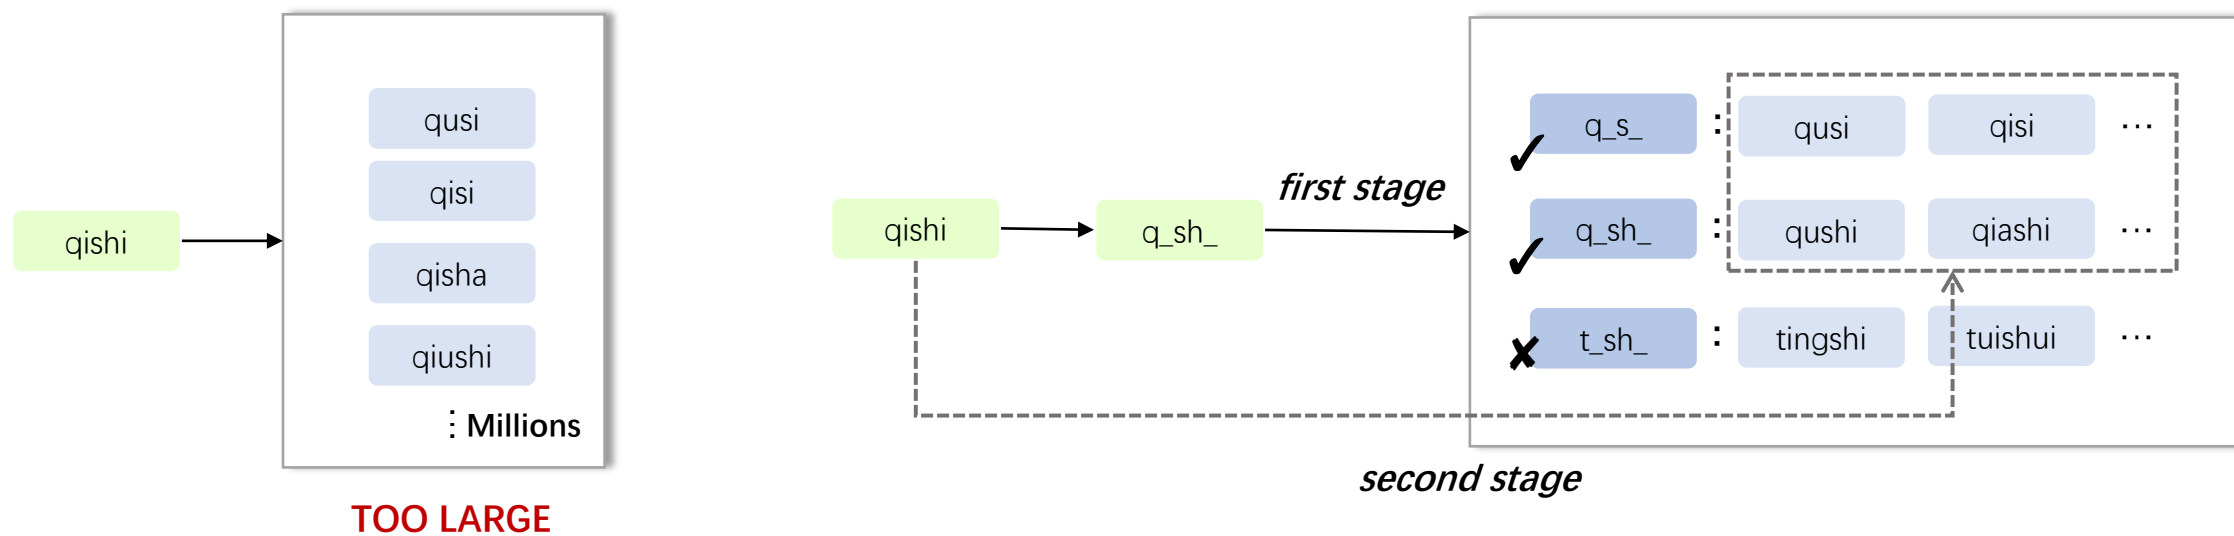 qishi
qusi
qisi
qisha
qiushi
⋮ Millions
TOO LARGE
qishi
q_sh_
first stage
second stage
q_s_ : qusi qisi ...
q_sh_ : qushi qiashi ...
t_sh_ : tingshi tuishui ...